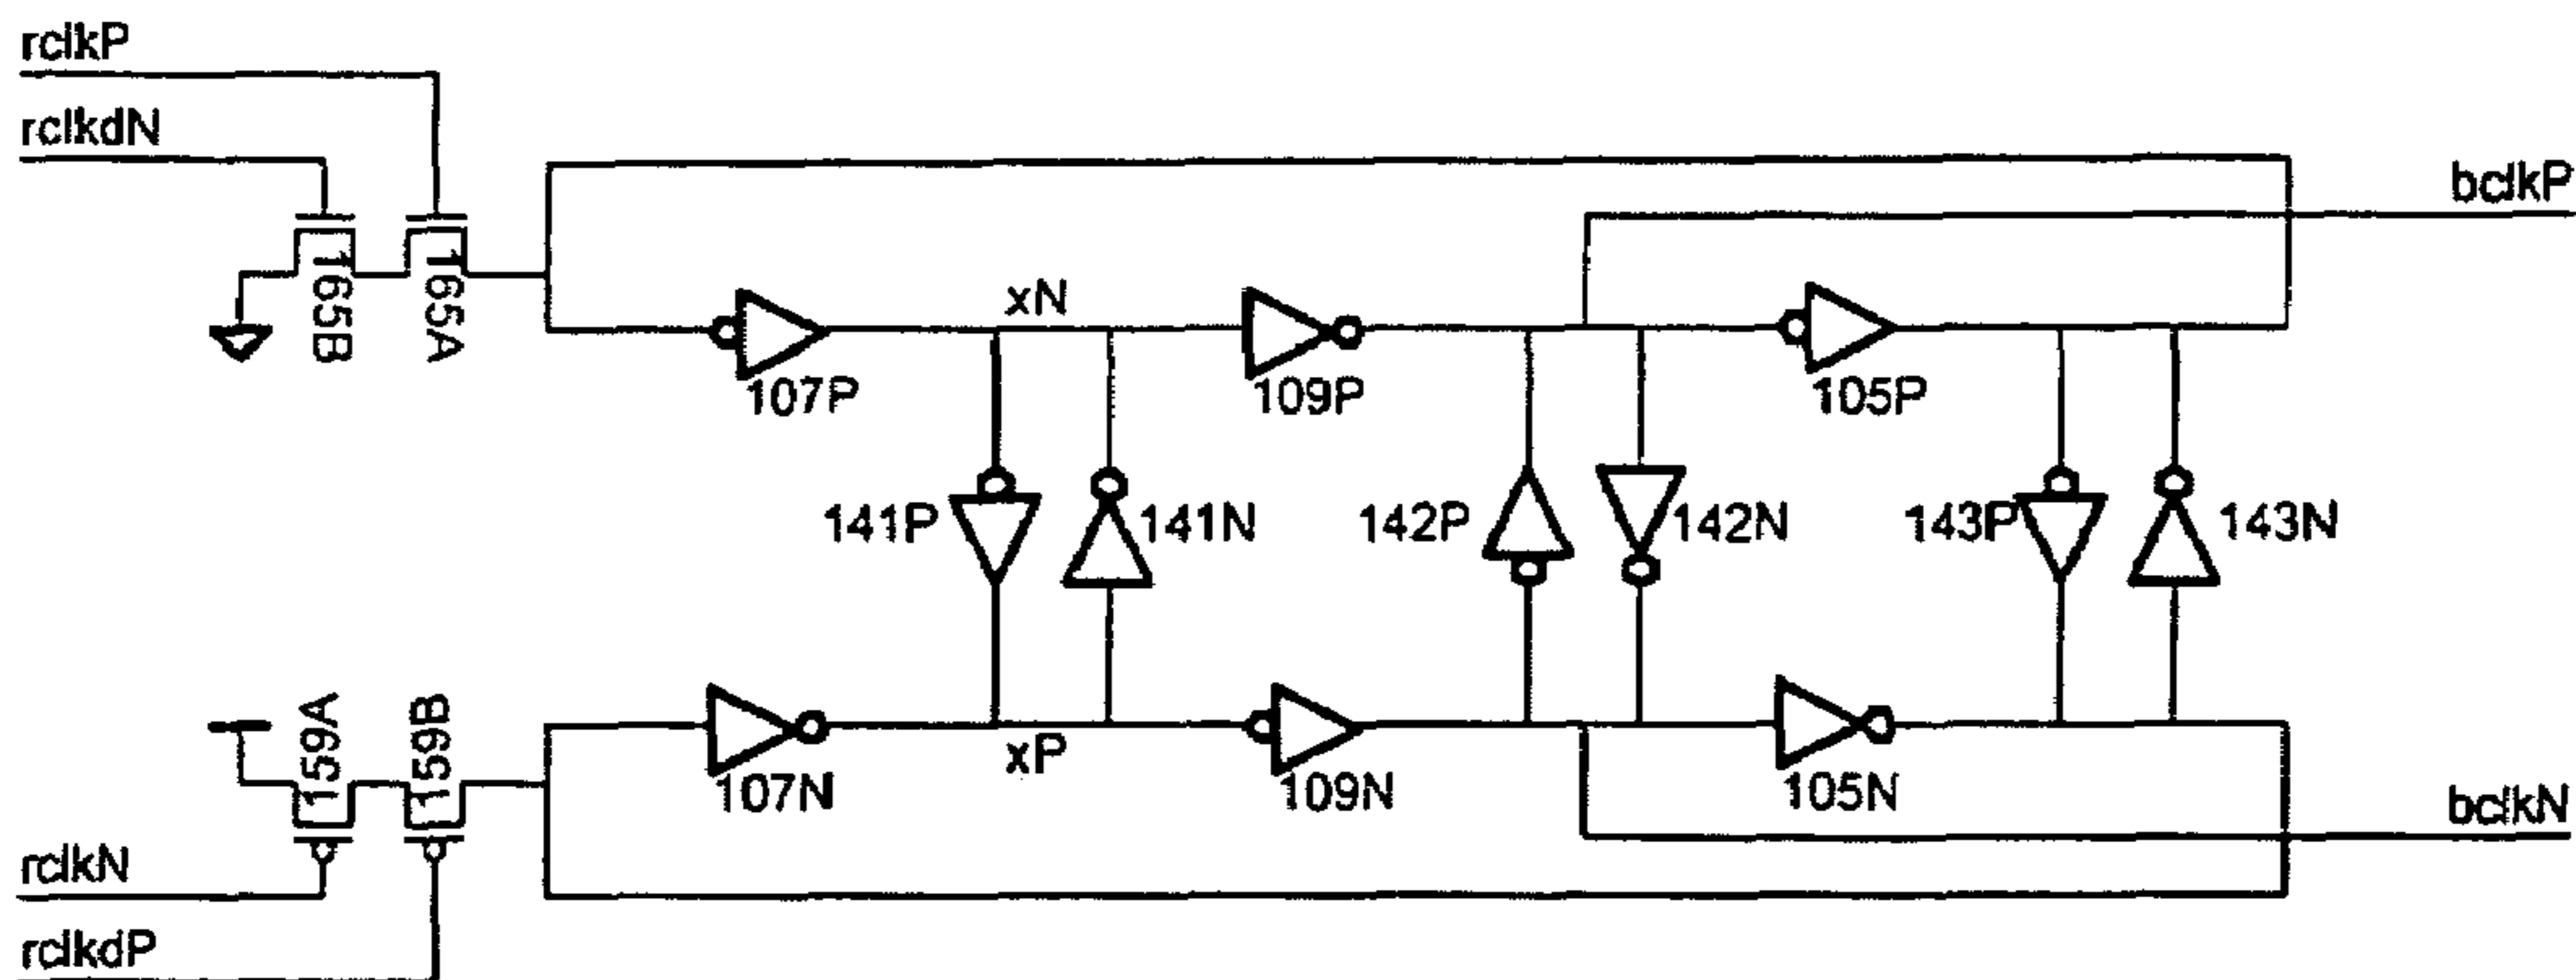 rclkP
rclkdN
bclkP
165B
165A
xN
107P
109P
105P
141P
141N
142P
142N
143P
143N
159A
159B
xP
107N
109N
105N
bclkN
rclkN
rclkdP